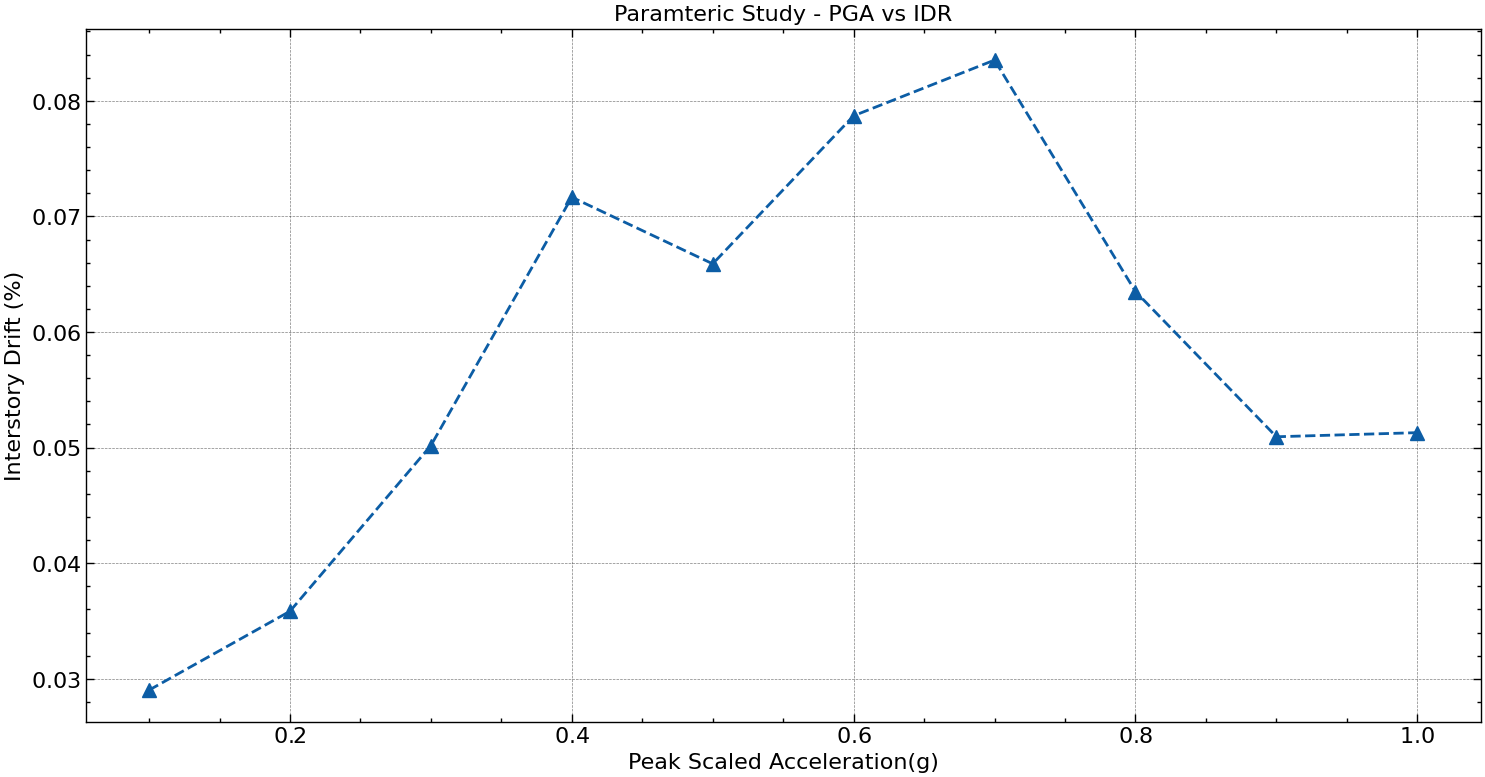 Paramteric Study - PGA vs IDR
Interstory Drift (%)
0.08
0.07
0.06
0.05
0.04
0.03
0.2 0.4 0.6 0.8 1.0
Peak Scaled Acceleration(g)